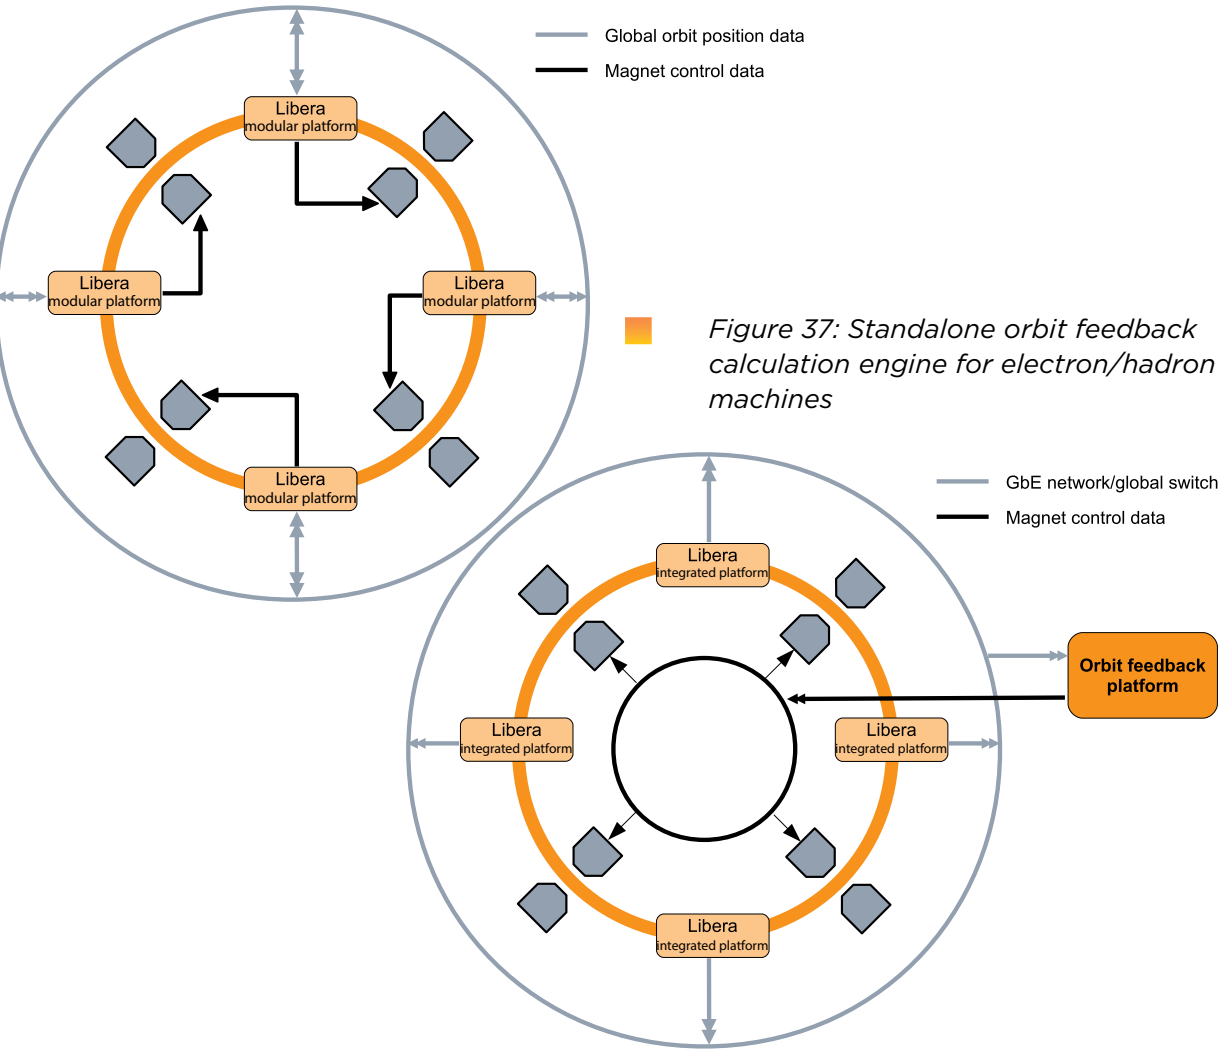 Global orbit position data
Magnet control data
Libera
modular platform
Libera
modular platform
Libera
modular platform
Libera
modular platform
Figure 37: Standalone orbit feedback
calculation engine for electron/hadron
machines
GbE network/global switch
Magnet control data
Libera
integrated platform
Orbit feedback
platform
Libera
integrated platform
Libera
integrated platform
Libera
integrated platform